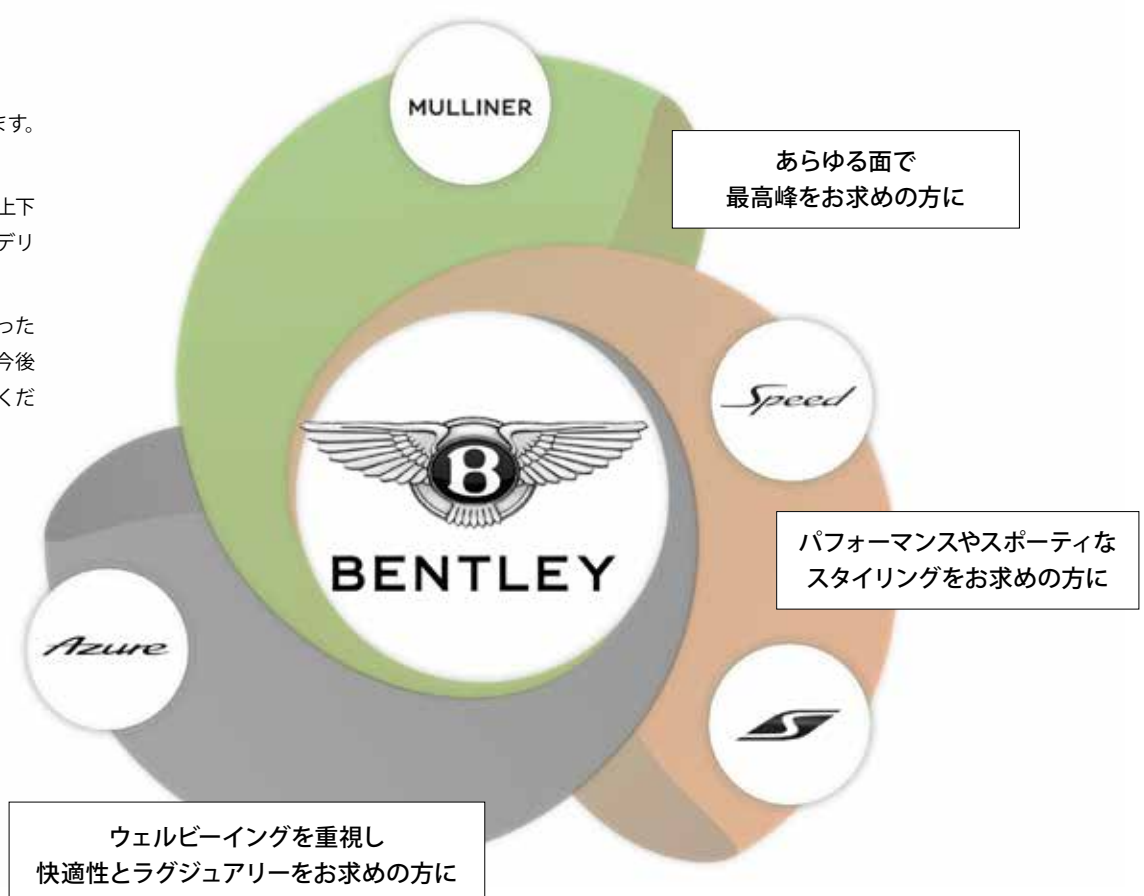 ます。
上下
デリ
った
今後
くだ
MULLINER
あらゆる面で
最高峰をお求めの方に
Speed
B
BENTLEY
パフォーマンスやスポーティな
スタイリングをお求めの方に
Azure
S
ウェルビーイングを重視し
快適性とラグジュアリーをお求めの方に